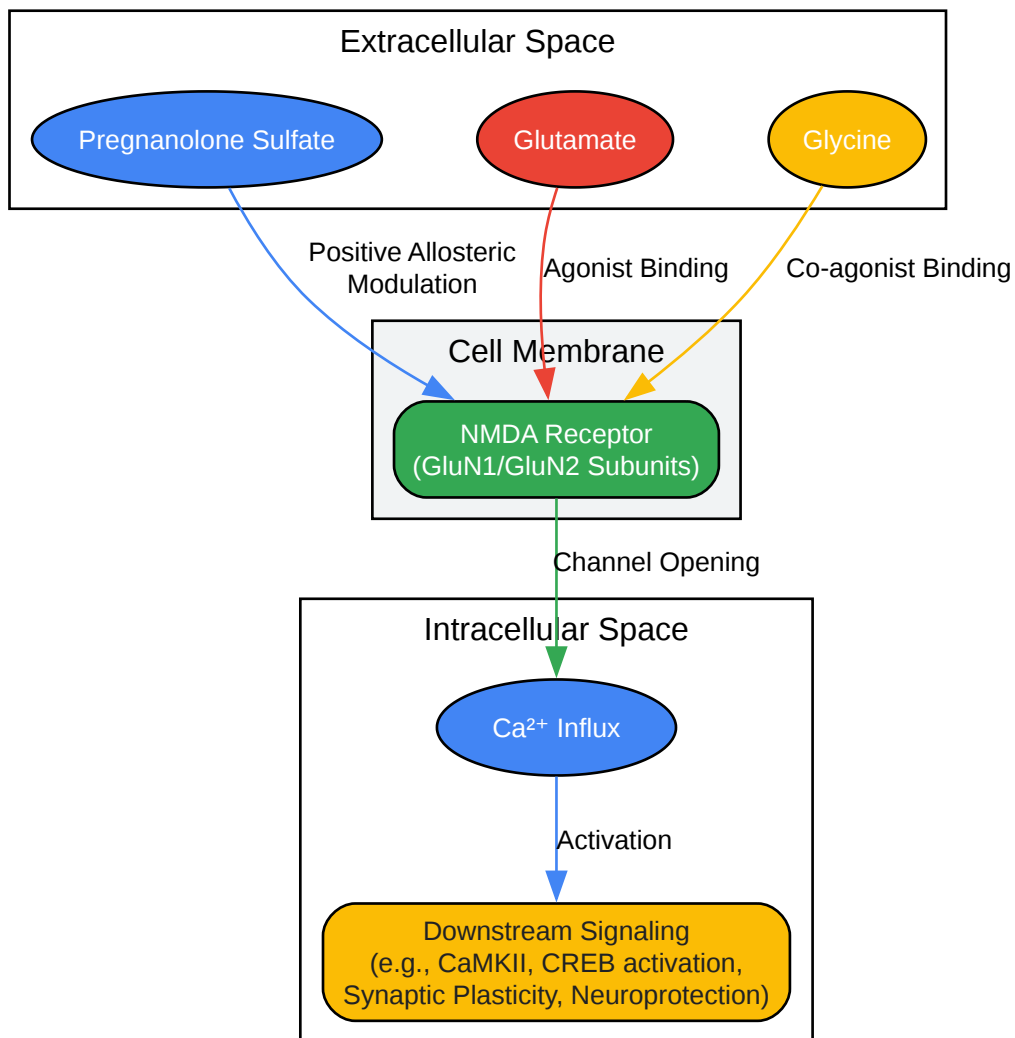 Extracellular Space
Pregnanolone Sulfate
Glutamate
Glycine
Positive Allosteric
Modulation
Agonist Binding
Co-agonist Binding
Cell Membrane
NMDA Receptor
(GluN1/GluN2 Subunits)
Channel Opening
Intracellular Space
Ca²⁺ Influx
Activation
Downstream Signaling
(e.g., CaMKII, CREB activation,
Synaptic Plasticity, Neuroprotection)